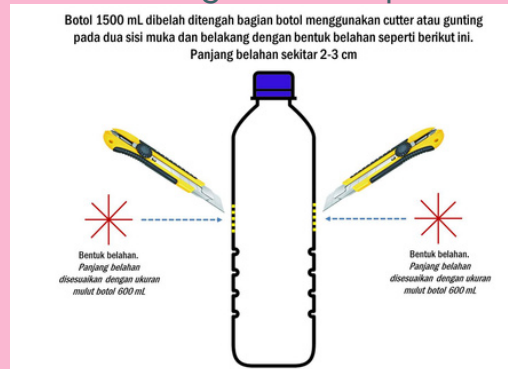 Botol 1500 mL dibelah ditengah bagian botol menggunakan cutter atau gunting
pada dua sisi muka dan belakang dengan bentuk belahan seperti berikut ini.
Panjang belahan sekitar 2-3 cm
Bentuk belahan.
Panjang belahan
disesuaikan dengan ukuran
mulut botol 600 mL
Bentuk belahan.
Panjang belahan
disesuaikan dengan ukuran
mulut botol 600 mL